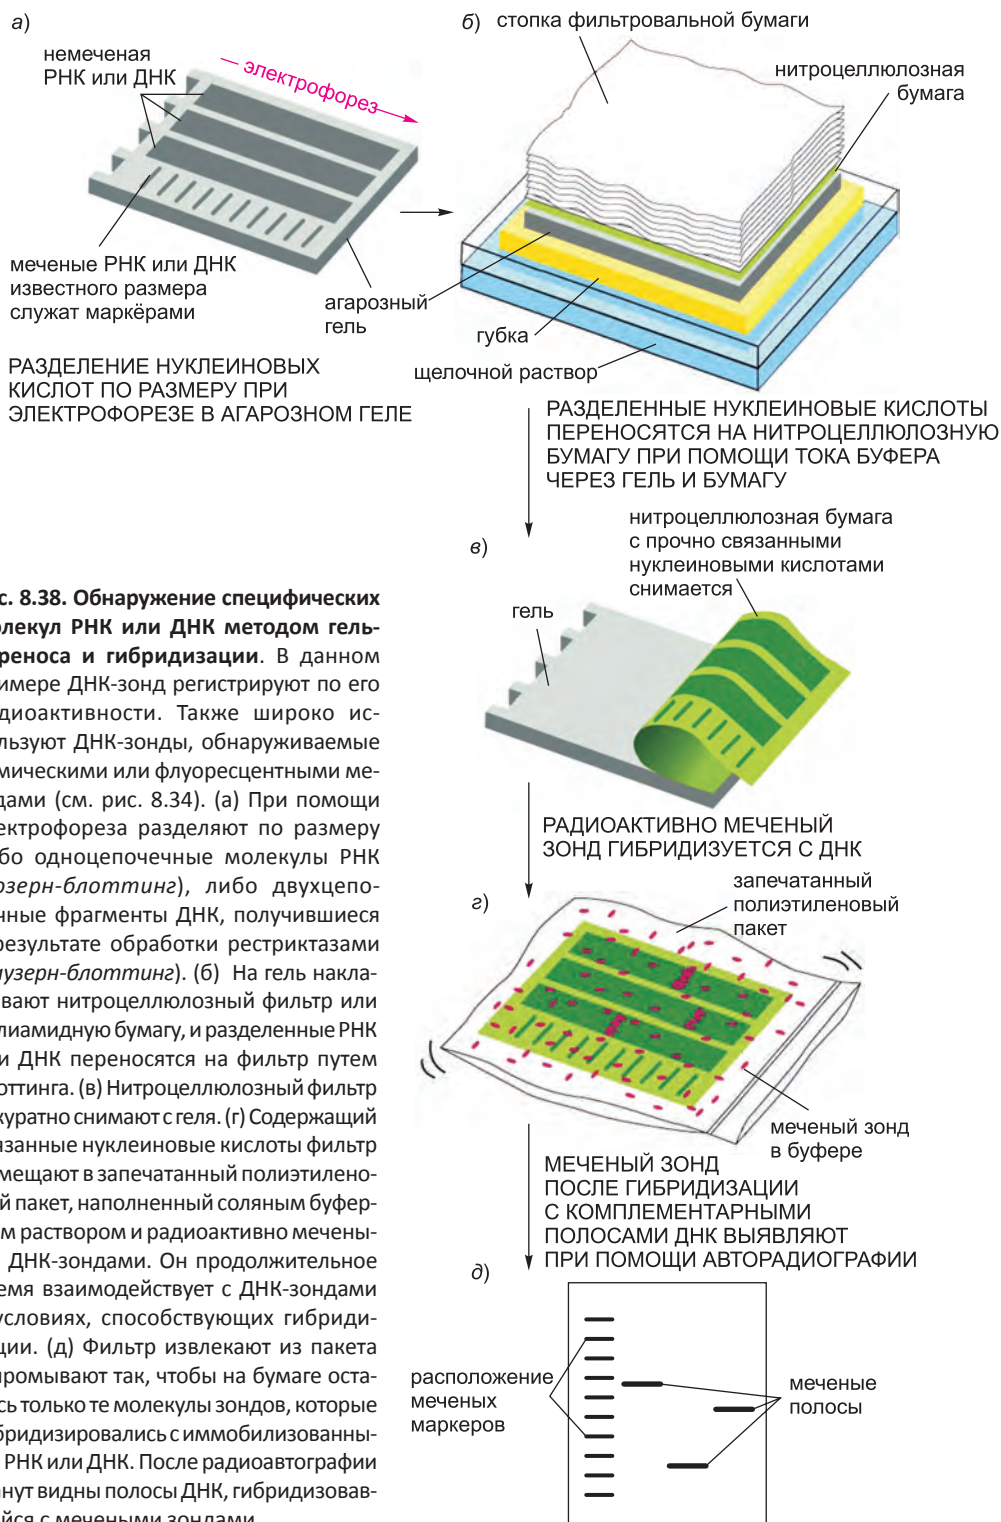 а)
немеченая
РНК или ДНК
электрофорез
меченые РНК или ДНК
известного размера
служат маркёрами
агарозный
гель
РАЗДЕЛЕНИЕ НУКЛЕИНОВЫХ
КИСЛОТ ПО РАЗМЕРУ ПРИ
ЭЛЕКТРОФОРЕЗЕ В АГАРОЗНОМ ГЕЛЕ
б)
стопка фильтровальной бумаги
нитроцеллюлозная
бумага
губка
щелочной раствор
РАЗДЕЛЕННЫЕ НУКЛЕИНОВЫЕ КИСЛОТЫ
ПЕРЕНОСЯТСЯ НА НИТРОЦЕЛЛЮЛОЗНУЮ
БУМАГУ ПРИ ПОМОЩИ ТОКА БУФЕРА
ЧЕРЕЗ ГЕЛЬ И БУМАГУ
в)
нитроцеллюлозная бумага
с прочно связанными
нуклеиновыми кислотами
снимается
гель
РАДИОАКТИВНО МЕЧЕНЫЙ
ЗОНД ГИБРИДИЗУЕТСЯ С ДНК
г)
запечатанный
полиэтиленовый
пакет
меченый зонд
в буфере
МЕЧЕНЫЙ ЗОНД
ПОСЛЕ ГИБРИДИЗАЦИИ
С КОМПЛЕМЕНТАРНЫМИ
ПОЛОСАМИ ДНК ВЫЯВЛЯЮТ
ПРИ ПОМОЩИ АВТОРАДИОГРАФИИ
д)
расположение
меченых
маркеров
меченые
полосы
с. 8.38. Обнаружение специфических
олекул РНК или ДНК методом гель-
реноса и гибридизации. В данном
имере ДНК-зонд регистрируют по его
диоактивности. Также широко ис-
льзуют ДНК-зонды, обнаруживаемые
мическими или флуоресцентными ме-
дами (см. рис. 8.34). (а) При помощи
ектрофореза разделяют по размеру
бо одноцепочечные молекулы РНК
озерн-блоттинг), либо двухцепо-
чные фрагменты ДНК, получившиеся
результате обработки рестриктазами
аузерн-блоттинг). (б) На гель накла-
вают нитроцеллюлозный фильтр или
лиамидную бумагу, и разделенные РНК
и ДНК переносятся на фильтр путем
оттинга. (в) Нитроцеллюлозный фильтр
куратно снимают с геля. (г) Содержащий
язанные нуклеиновые кислоты фильтр
мещают в запечатанный полиэтилено-
й пакет, наполненный соляным буфер-
м раствором и радиоактивно мечены-
ДНК-зондами. Он продолжительное
емя взаимодействует с ДНК-зондами
условиях, способствующих гибриди-
ции. (д) Фильтр извлекают из пакета
промывают так, чтобы на бумаге оста-
сь только те молекулы зондов, которые
бридизировались с иммобилизованны-
РНК или ДНК. После радиоавтографии
анут видны полосы ДНК, гибридизовав-
йся с мечеными зондами